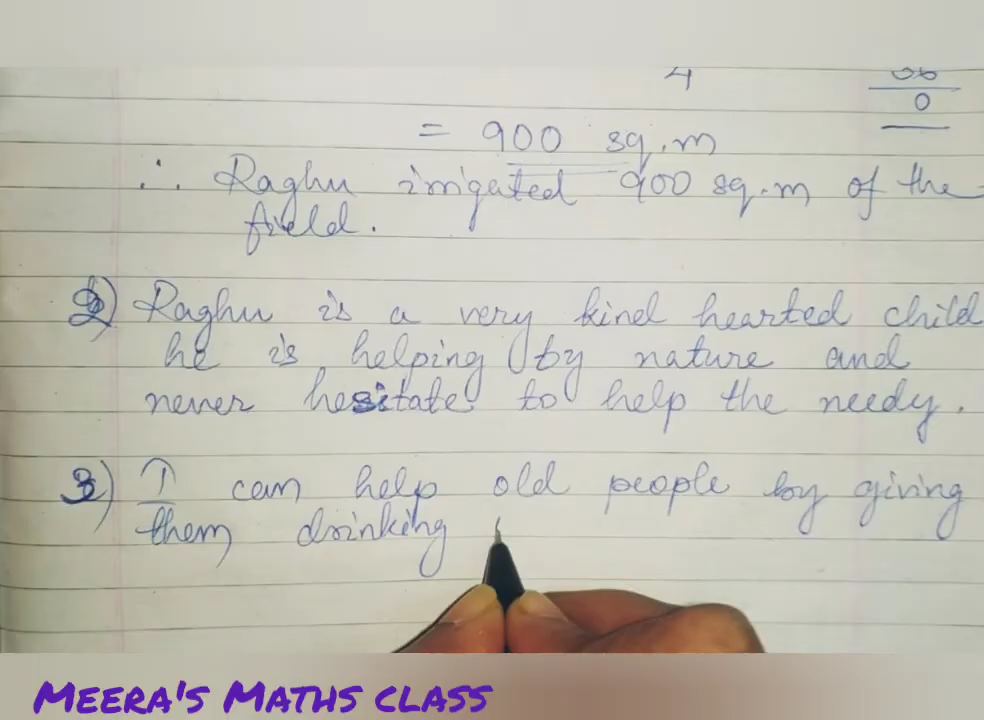 4
0
= 900 sq.m
∴ Raghu irrigated 900 sq.m of the
field.
2) Raghu is a very kind hearted child
he is helping by nature and
never hesitate to help the needy.
3) I can help old people by giving
them drinking
MEERA'S MATHS CLASS